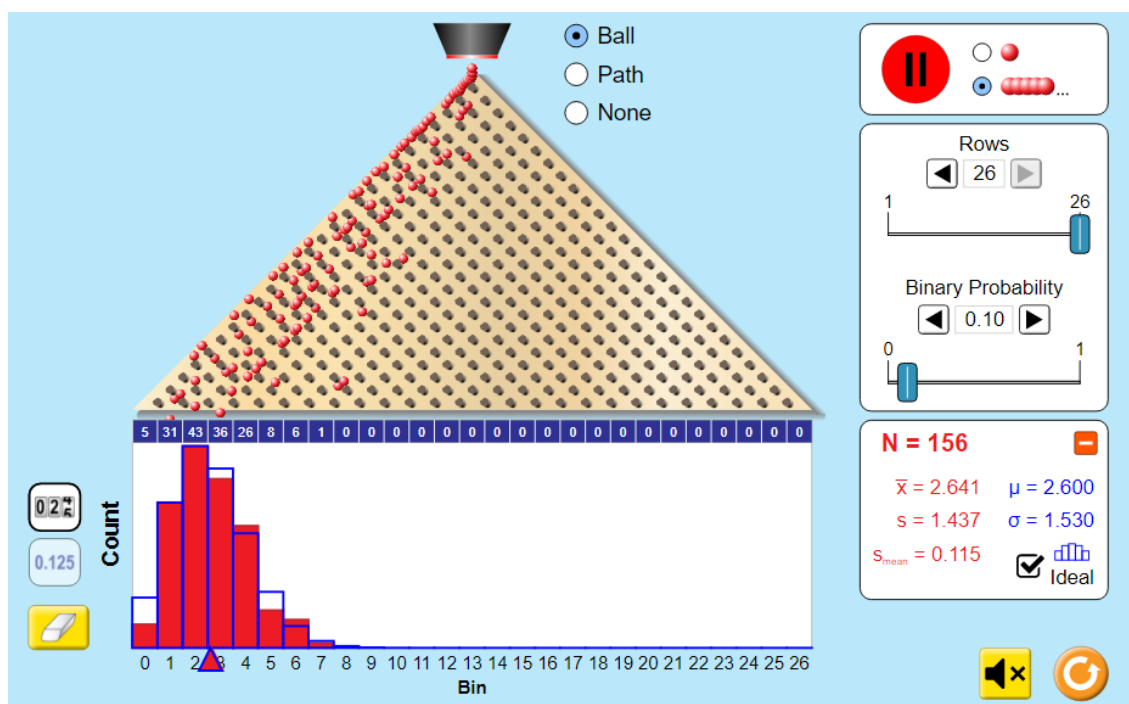 Ball
Path
None
...
Rows
26
1 26
Binary Probability
0.10
0 1
5 31 43 36 26 8 6 1 0 0 0 0 0 0 0 0 0 0 0 0 0 0 0 0 0 0 0
N = 156
x̅ = 2.641 μ = 2.600
s = 1.437 σ = 1.530
s_mean = 0.115
Ideal
0.125
Count
0 1 2 3 4 5 6 7 8 9 10 11 12 13 14 15 16 17 18 19 20 21 22 23 24 25 26
Bin